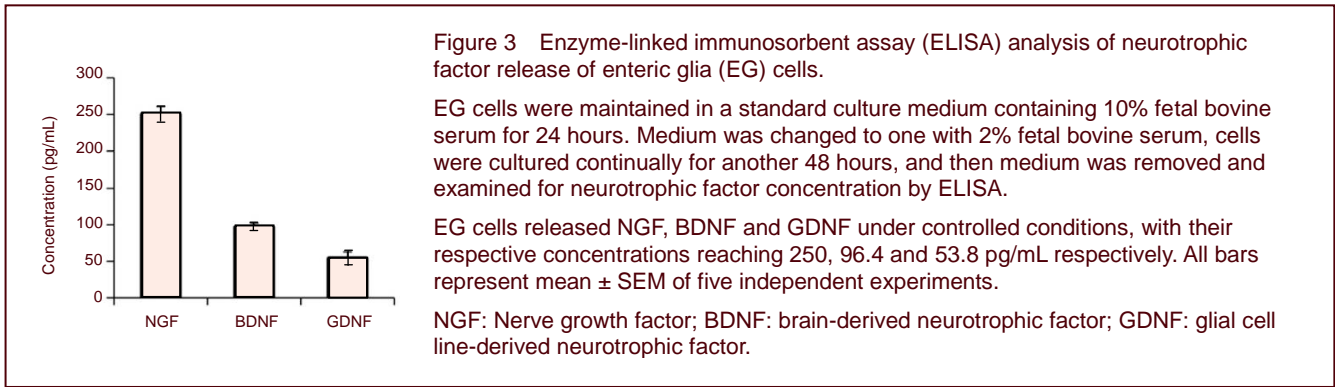 300
250
200
150
100
50
0
Concentration (pg/mL)
NGF BDNF GDNF
Figure 3 Enzyme-linked immunosorbent assay (ELISA) analysis of neurotrophic
factor release of enteric glia (EG) cells.
EG cells were maintained in a standard culture medium containing 10% fetal bovine
serum for 24 hours. Medium was changed to one with 2% fetal bovine serum, cells
were cultured continually for another 48 hours, and then medium was removed and
examined for neurotrophic factor concentration by ELISA.
EG cells released NGF, BDNF and GDNF under controlled conditions, with their
respective concentrations reaching 250, 96.4 and 53.8 pg/mL respectively. All bars
represent mean ± SEM of five independent experiments.
NGF: Nerve growth factor; BDNF: brain-derived neurotrophic factor; GDNF: glial cell
line-derived neurotrophic factor.